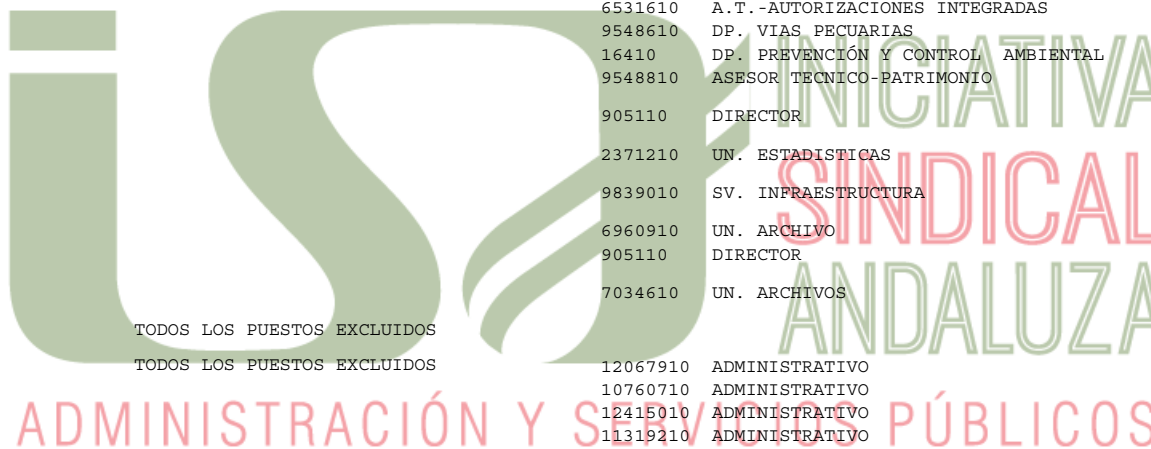 6531610 A.T.-AUTORIZACIONES INTEGRADAS
9548610 DP. VIAS PECUARIAS
16410 DP. PREVENCIÓN Y CONTROL AMBIENTAL
9548810 ASESOR TECNICO-PATRIMONIO
905110 DIRECTOR
2371210 UN. ESTADISTICAS
9839010 SV. INFRAESTRUCTURA
6960910 UN. ARCHIVO
905110 DIRECTOR
7034610 UN. ARCHIVOS
TODOS LOS PUESTOS EXCLUIDOS
TODOS LOS PUESTOS EXCLUIDOS
12067910 ADMINISTRATIVO
10760710 ADMINISTRATIVO
12415010 ADMINISTRATIVO
11319210 ADMINISTRATIVO
isa
INICIATIVA
SINDICAL
ANDALUZA
ADMINISTRACIÓN Y SERVICIOS PÚBLICOS